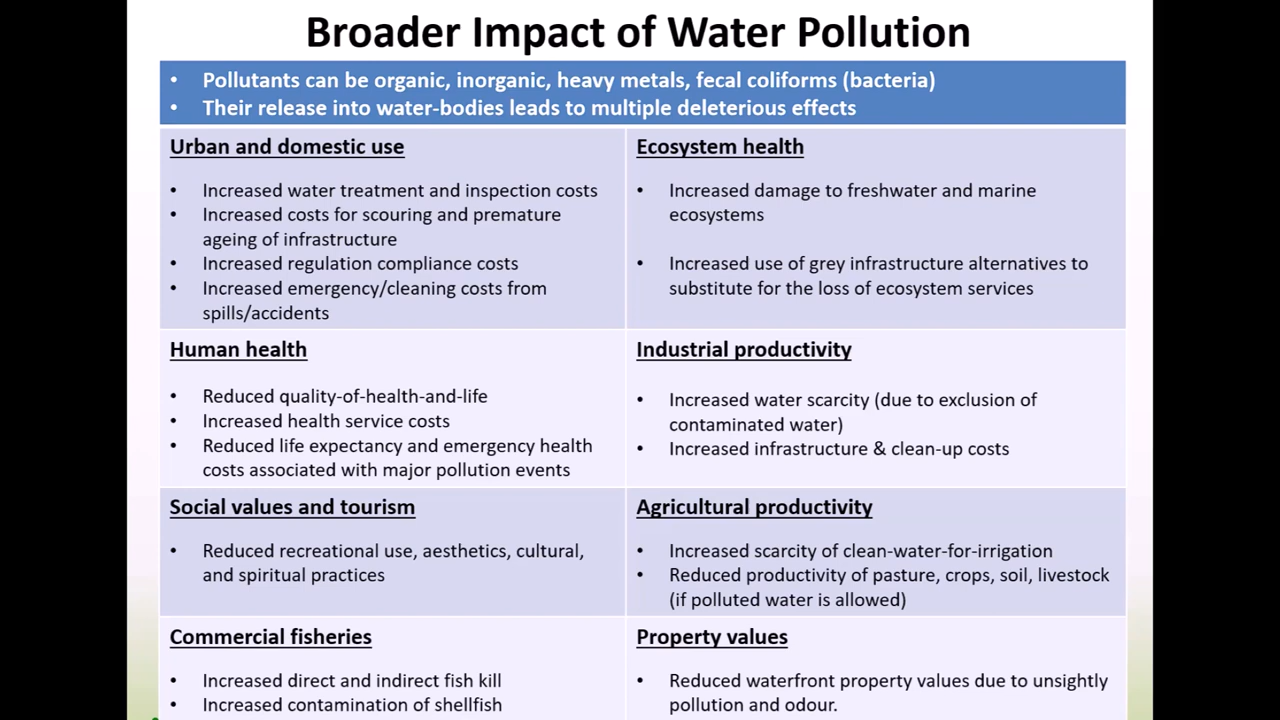 Broader Impact of Water Pollution
• Pollutants can be organic, inorganic, heavy metals, fecal coliforms (bacteria)
• Their release into water-bodies leads to multiple deleterious effects
Urban and domestic use
• Increased water treatment and inspection costs
• Increased costs for scouring and premature
ageing of infrastructure
• Increased regulation compliance costs
• Increased emergency/cleaning costs from
spills/accidents
Ecosystem health
• Increased damage to freshwater and marine
ecosystems
• Increased use of grey infrastructure alternatives to
substitute for the loss of ecosystem services
Human health
• Reduced quality-of-health-and-life
• Increased health service costs
• Reduced life expectancy and emergency health
costs associated with major pollution events
Industrial productivity
• Increased water scarcity (due to exclusion of
contaminated water)
• Increased infrastructure & clean-up costs
Social values and tourism
• Reduced recreational use, aesthetics, cultural,
and spiritual practices
Agricultural productivity
• Increased scarcity of clean-water-for-irrigation
• Reduced productivity of pasture, crops, soil, livestock
(if polluted water is allowed)
Commercial fisheries
• Increased direct and indirect fish kill
• Increased contamination of shellfish
Property values
• Reduced waterfront property values due to unsightly
pollution and odour.